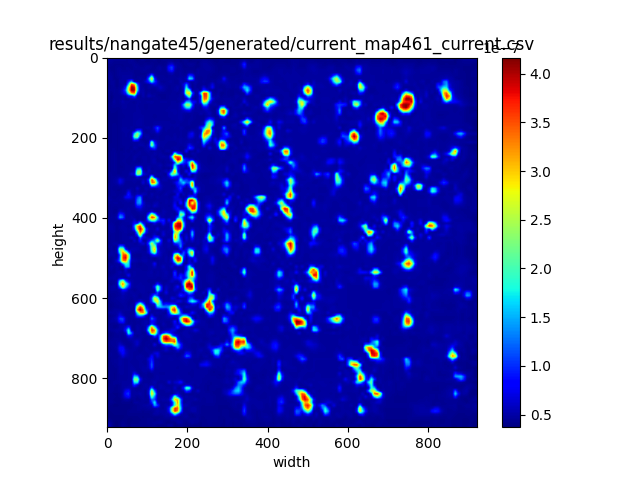 results/nangate45/generated/current_map461_current.csv
1e−7
0
200
400
600
800
height
0 200 400 600 800
width
4.0
3.5
3.0
2.5
2.0
1.5
1.0
0.5